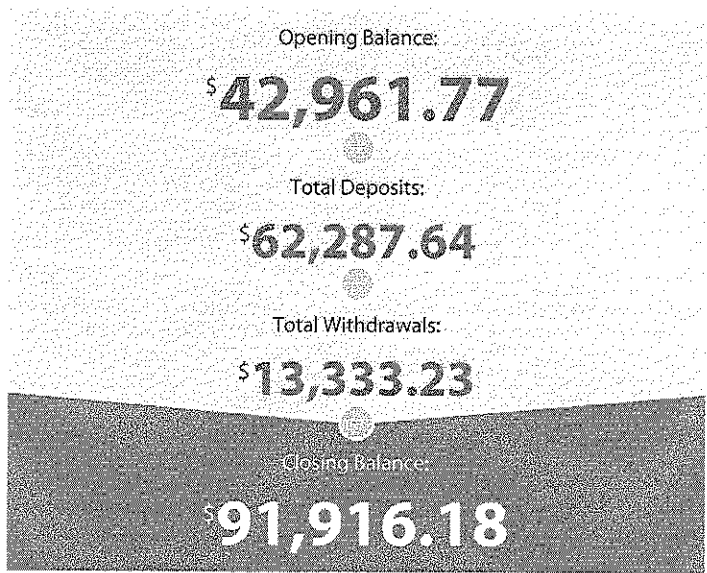 Opening Balance:
$42,961.77
Total Deposits:
$62,287.64
Total Withdrawals:
$13,333.23
Closing Balance:
$91,916.18